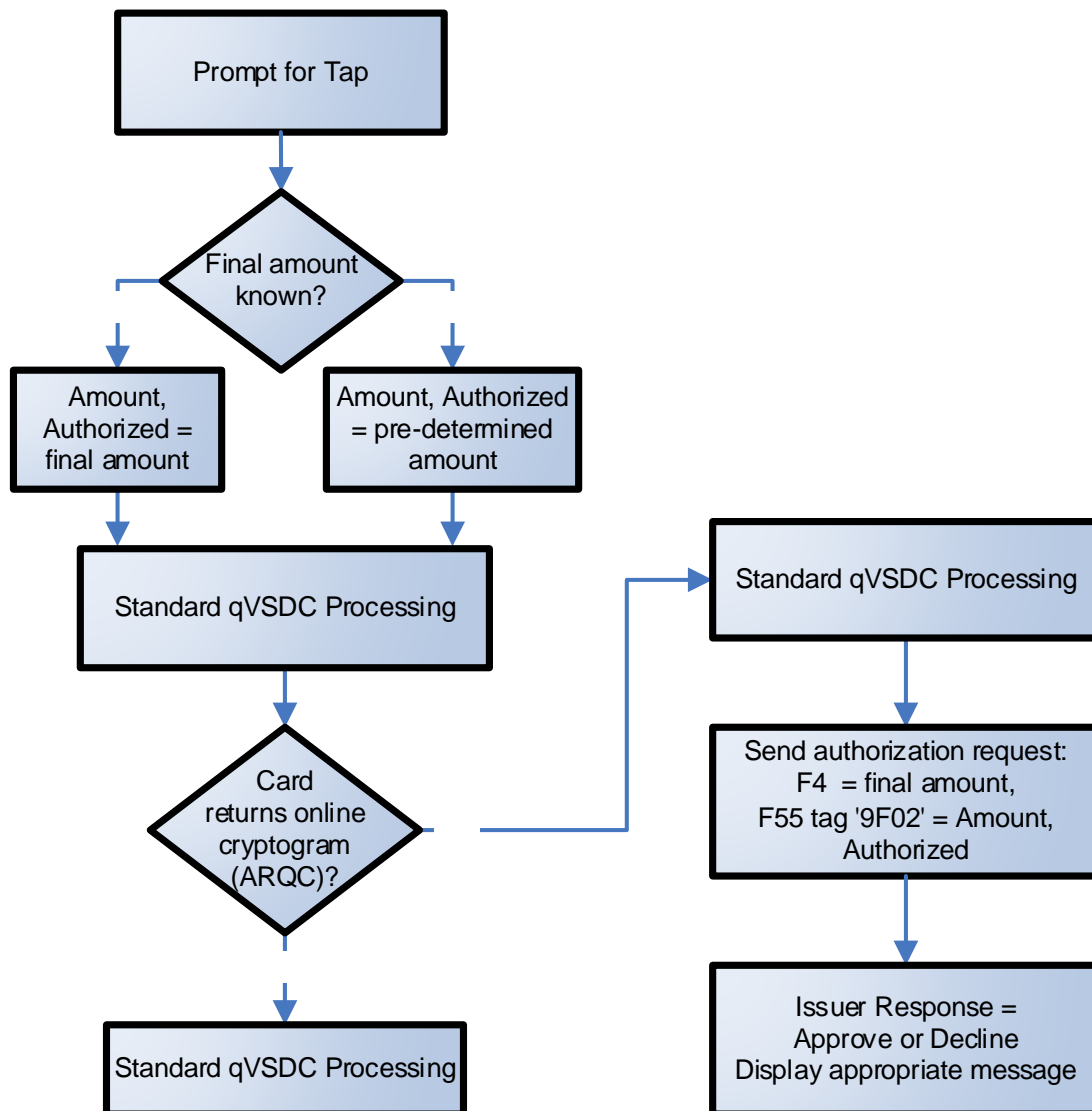 Prompt for Tap
Final amount
known?
Amount,
Authorized =
final amount
Amount, Authorized
= pre-determined
amount
Standard qVSDC Processing
Card
returns online
cryptogram
(ARQC)?
Standard qVSDC Processing
Standard qVSDC Processing
Send authorization request:
F4  = final amount,
F55 tag '9F02' = Amount,
Authorized
Issuer Response =
Approve or Decline
Display appropriate message